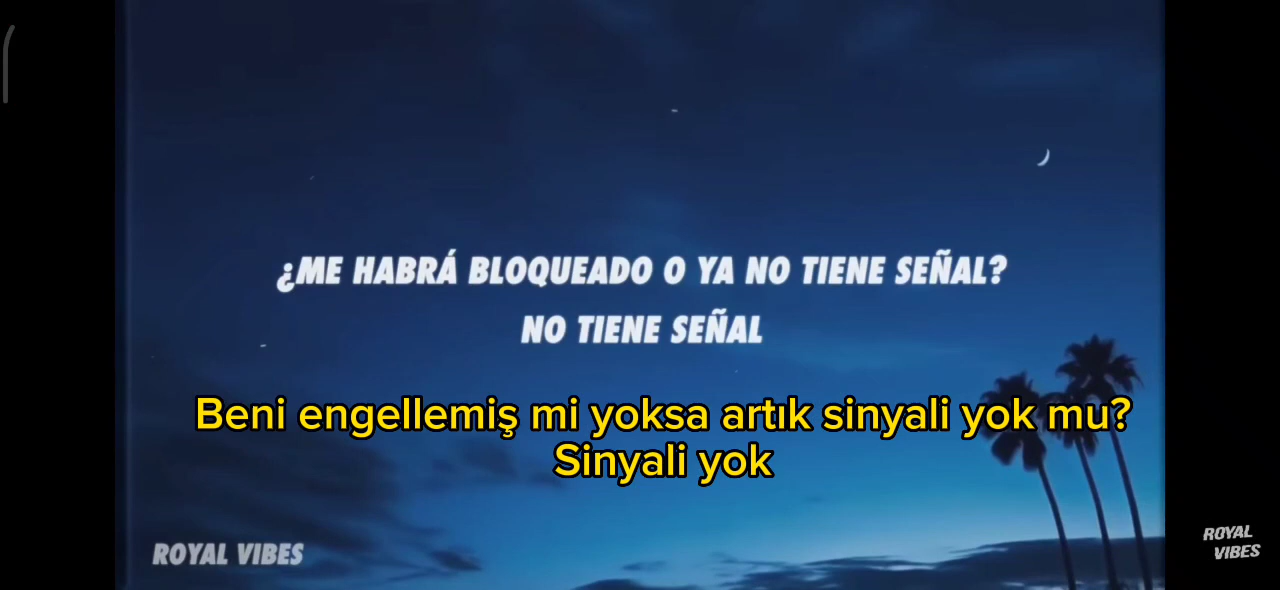 ¿ME HABRÁ BLOQUEADO O YA NO TIENE SEÑAL?
NO TIENE SEÑAL
Beni engellemiş mi yoksa artık sinyali yok mu?
Sinyali yok
ROYAL VIBES
ROYAL
VIBES